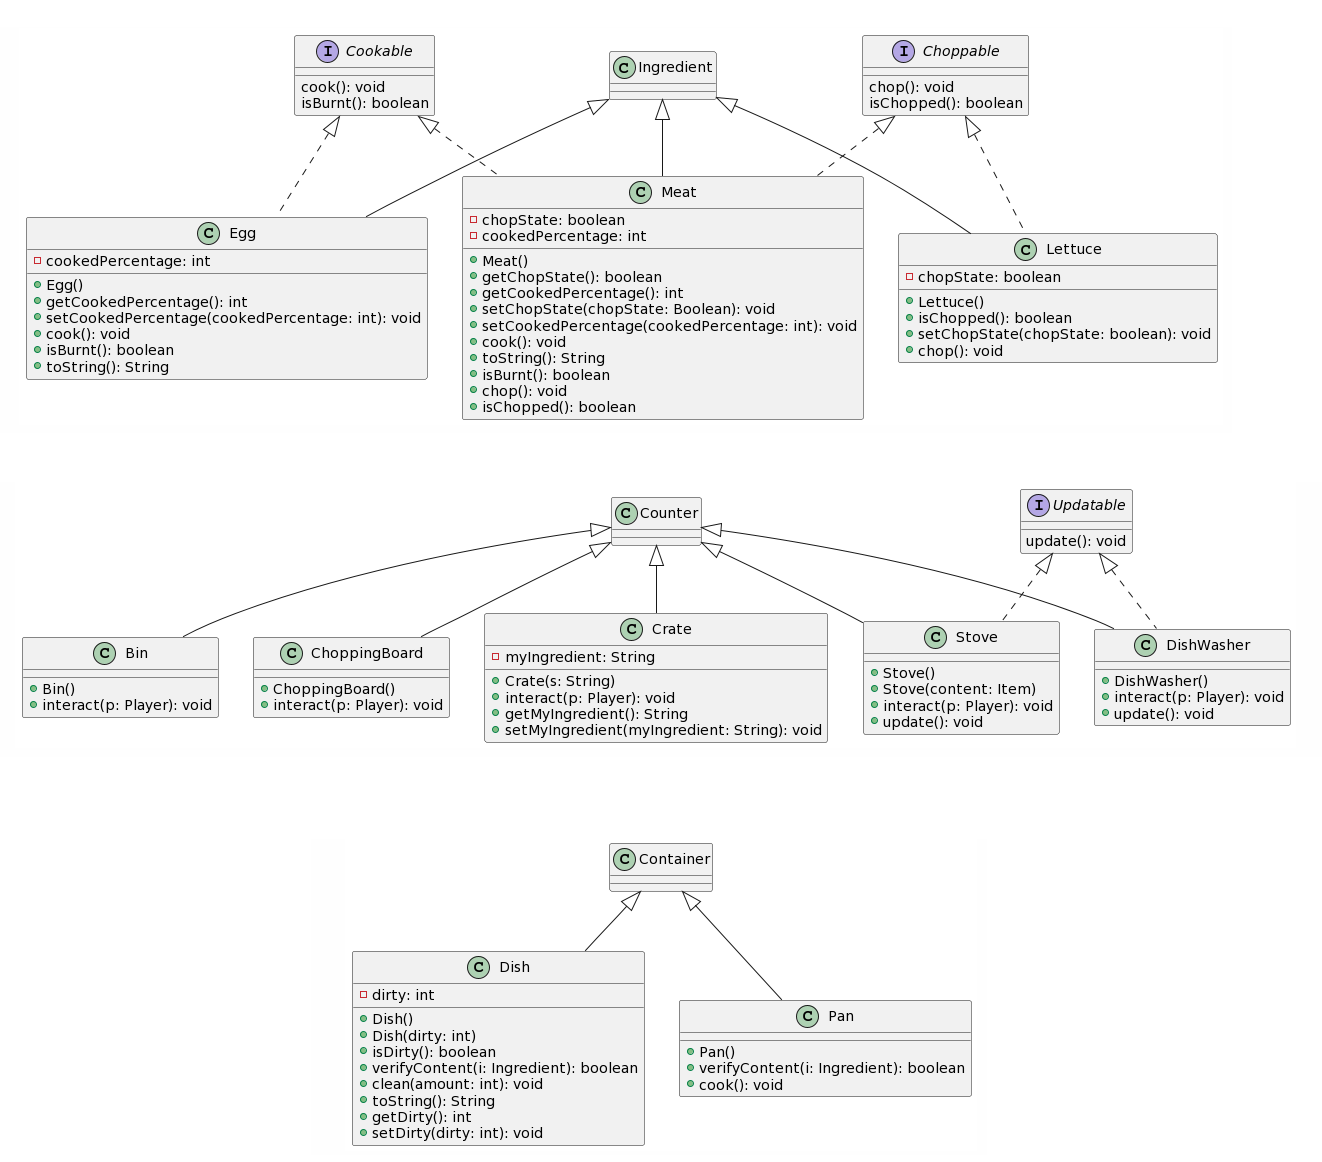 I Cookable
cook(): void
isBurnt(): boolean
C Ingredient
I Choppable
chop(): void
isChopped(): boolean
C Egg
cookedPercentage: int
Egg()
getCookedPercentage(): int
setCookedPercentage(cookedPercentage: int): void
cook(): void
isBurnt(): boolean
toString(): String
C Meat
chopState: boolean
cookedPercentage: int
Meat()
getChopState(): boolean
getCookedPercentage(): int
setChopState(chopState: Boolean): void
setCookedPercentage(cookedPercentage: int): void
cook(): void
toString(): String
isBurnt(): boolean
chop(): void
isChopped(): boolean
C Lettuce
chopState: boolean
Lettuce()
isChopped(): boolean
setChopState(chopState: boolean): void
chop(): void
C Counter
I Updatable
update(): void
C Bin
Bin()
interact(p: Player): void
C ChoppingBoard
ChoppingBoard()
interact(p: Player): void
C Crate
myIngredient: String
Crate(s: String)
interact(p: Player): void
getMyIngredient(): String
setMyIngredient(myIngredient: String): void
C Stove
Stove()
Stove(content: Item)
interact(p: Player): void
update(): void
C DishWasher
DishWasher()
interact(p: Player): void
update(): void
C Container
C Dish
dirty: int
Dish()
Dish(dirty: int)
isDirty(): boolean
verifyContent(i: Ingredient): boolean
clean(amount: int): void
toString(): String
getDirty(): int
setDirty(dirty: int): void
C Pan
Pan()
verifyContent(i: Ingredient): boolean
cook(): void